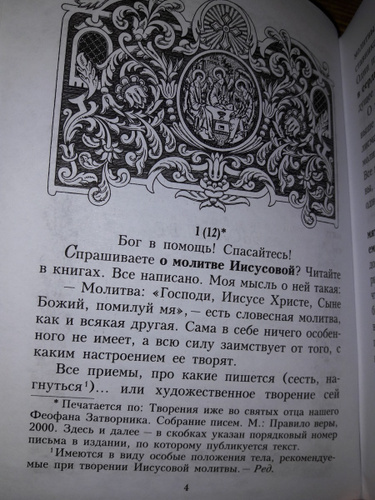 1 (12)*
Бог в помощь! Спасайтесь!
Спрашиваете о молитве Иисусовой? Читайте
в книгах. Все написано. Моя мысль о ней такая:
— Молитва: «Господи, Иисусе Христе, Сыне
Божий, помилуй мя», – есть словесная молитва,
как и всякая другая. Сама в себе ничего особен-
ного не имеет, а всю силу заимствует от того, с
каким настроением ее творят.
Все приемы, про какие пишется (сесть, на-
гнуться¹)... или художественное творение сей
* Печатается по: Творения иже во святых отца нашего
Феофана Затворника. Собрание писем. М.: Правило веры,
2000. Здесь и далее – в скобках указан порядковый номер
письма в издании, по которому публикуется текст.
¹ Имеются в виду особые положения тела, рекомендуе-
мые при творении Иисусовой молитвы. – Ред.
4